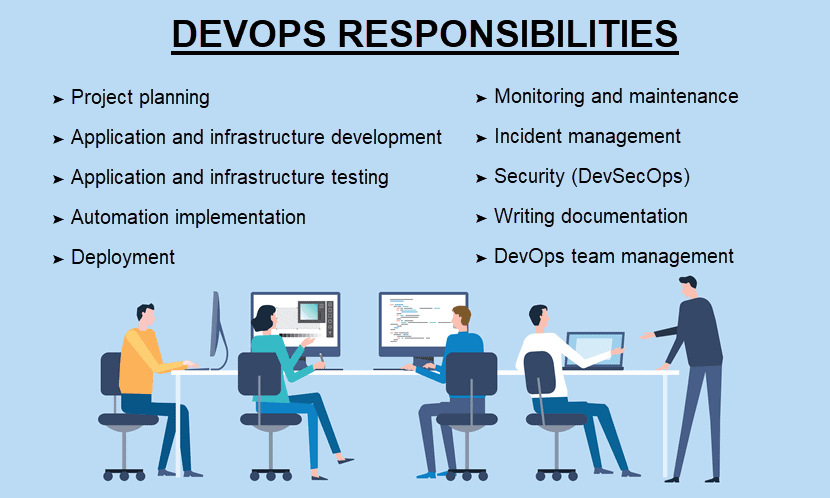 DEVOPS RESPONSIBILITIES
➤ Project planning
➤ Application and infrastructure development
➤ Application and infrastructure testing
➤ Automation implementation
➤ Deployment
➤ Monitoring and maintenance
➤ Incident management
➤ Security (DevSecOps)
➤ Writing documentation
➤ DevOps team management